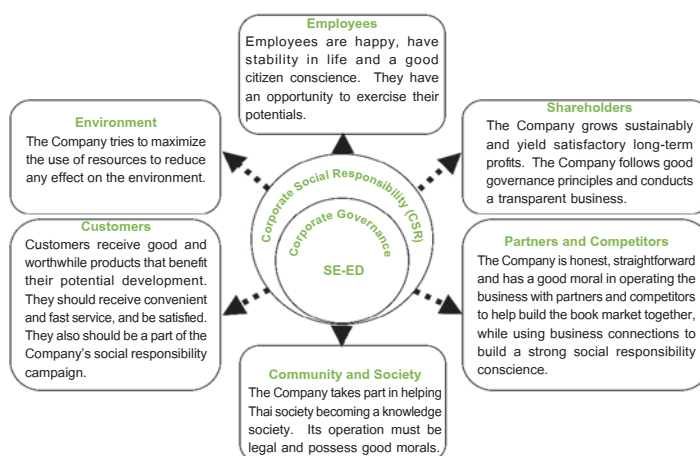 Employees
Employees are happy, have
stability in life and a good
citizen conscience. They have
an opportunity to exercise their
potentials.
Environment
The Company tries to maximize
the use of resources to reduce
any effect on the environment.
Shareholders
The Company grows sustainably
and yield satisfactory long-term
profits. The Company follows good
governance principles and conducts
a transparent business.
Corporate Social Responsibility (CSR)
Corporate Governance
SE-ED
Customers
Customers receive good and
worthwhile products that benefit
their potential development.
They should receive convenient
and fast service, and be satisfied.
They also should be a part of the
Company's social responsibility
campaign.
Partners and Competitors
The Company is honest, straightforward
and has a good moral in operating the
business with partners and competitors
to help build the book market together,
while using business connections to
build a strong social responsibility
conscience.
Community and Society
The Company takes part in helping
Thai society becoming a knowledge
society. Its operation must be
legal and possess good morals.